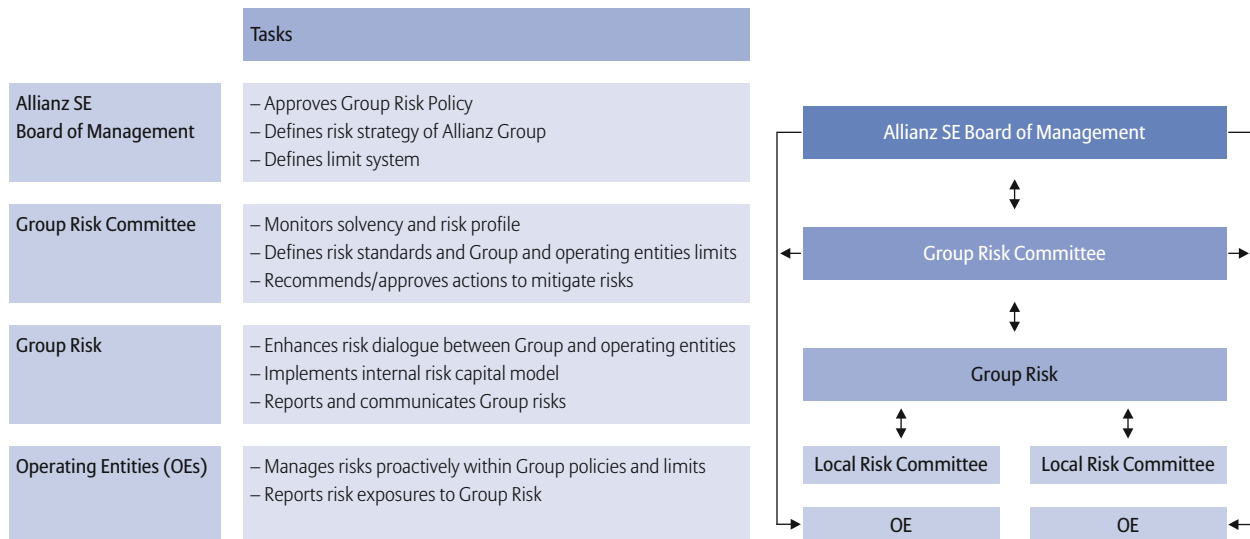 Tasks
Allianz SE
Board of Management
– Approves Group Risk Policy
– Defines risk strategy of Allianz Group
– Defines limit system
Group Risk Committee
– Monitors solvency and risk profile
– Defines risk standards and Group and operating entities limits
– Recommends/approves actions to mitigate risks
Group Risk
– Enhances risk dialogue between Group and operating entities
– Implements internal risk capital model
– Reports and communicates Group risks
Operating Entities (OEs)
– Manages risks proactively within Group policies and limits
– Reports risk exposures to Group Risk
Allianz SE Board of Management
Group Risk Committee
Group Risk
Local Risk Committee
Local Risk Committee
OE
OE